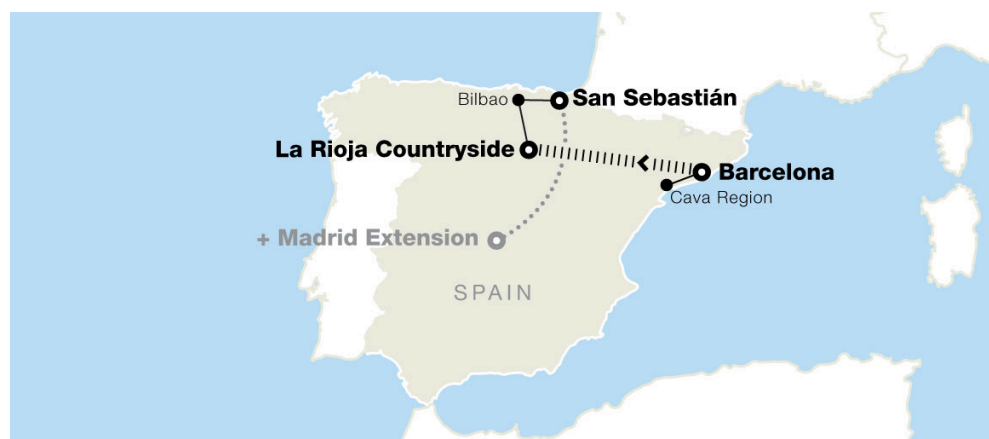 Bilbao
San Sebastián
La Rioja Countryside
Barcelona
Cava Region
+ Madrid Extension
SPAIN